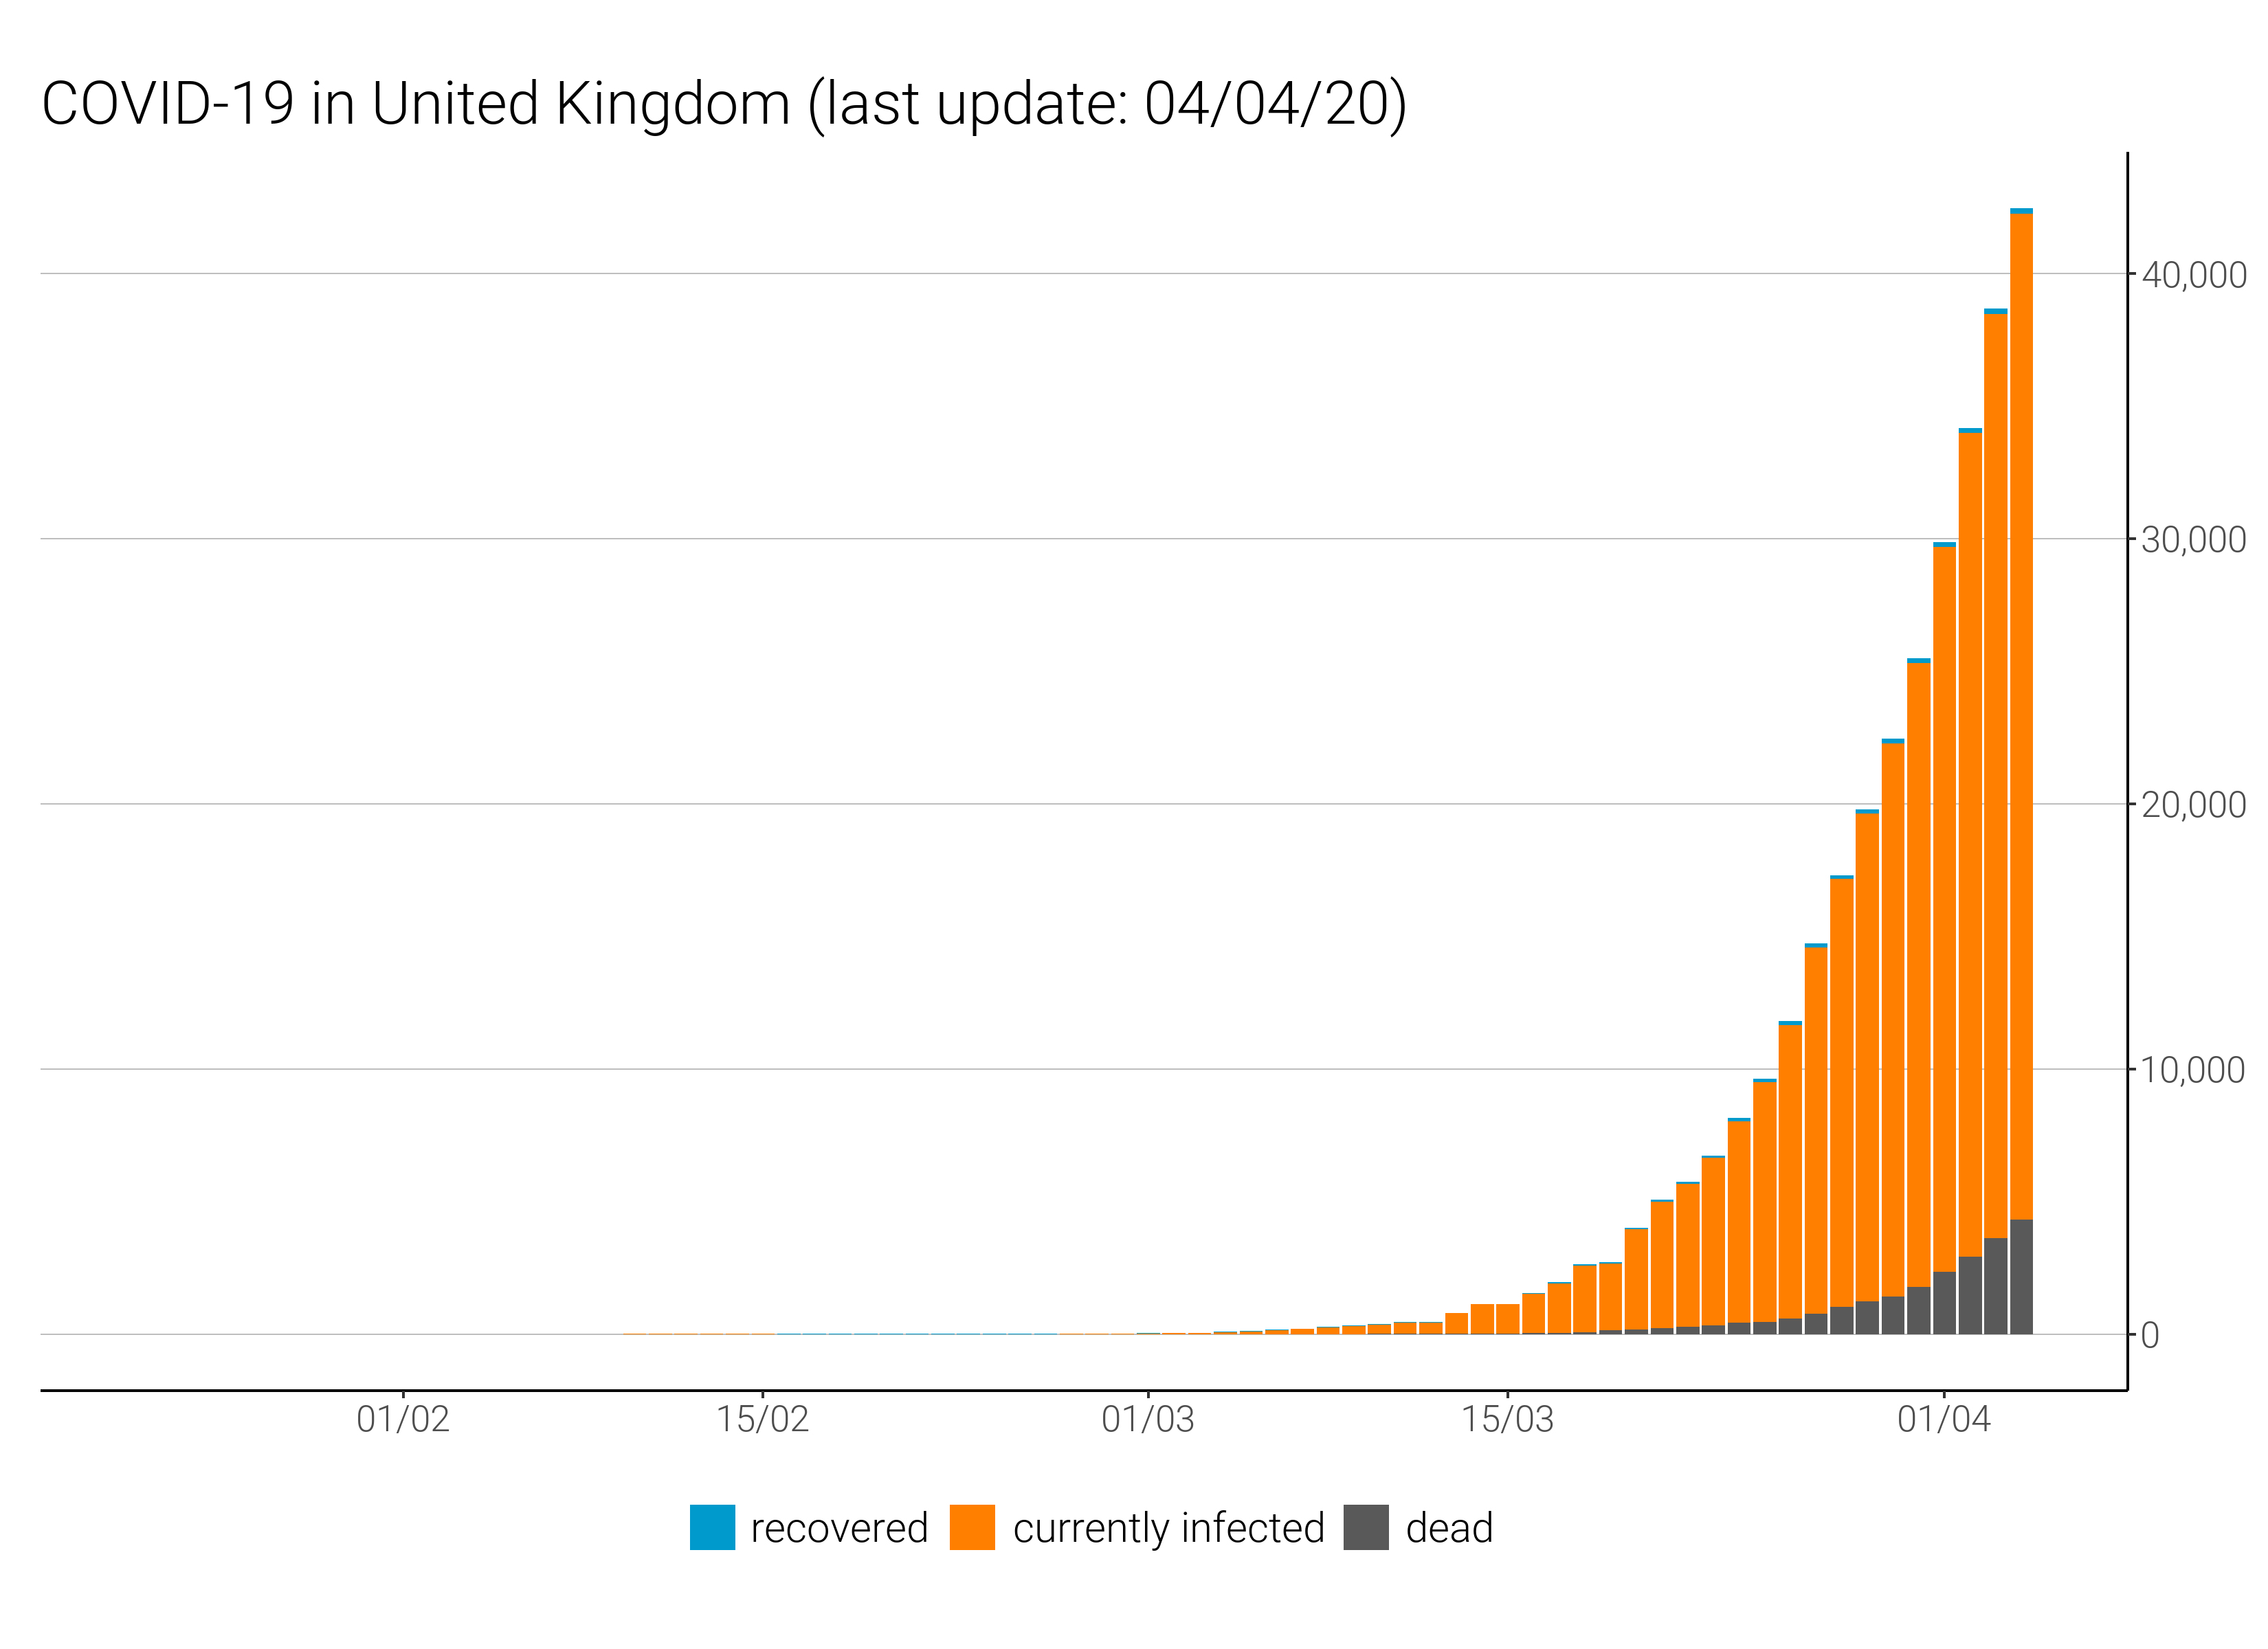 COVID-19 in United Kingdom (last update: 04/04/20)
40,000
30,000
20,000
10,000
0
01/02 15/02 01/03 15/03 01/04
recovered currently infected dead